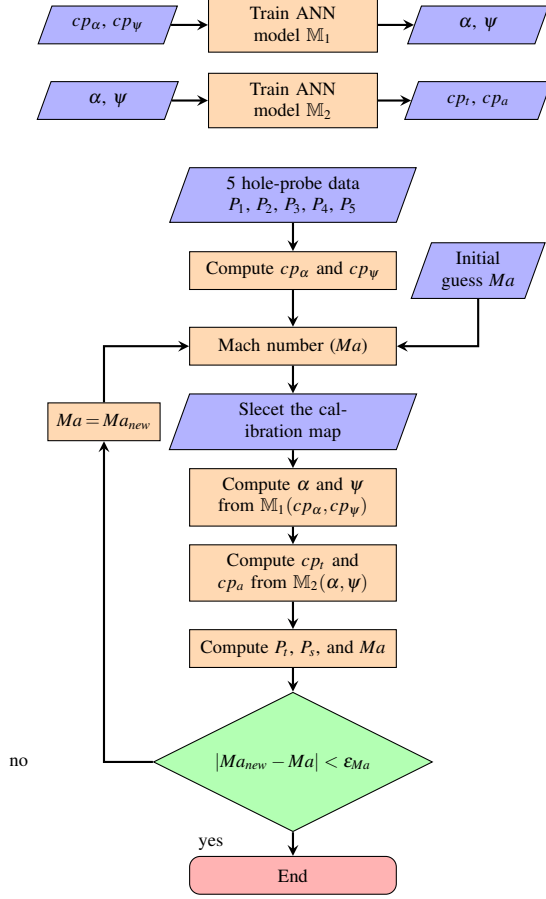 cpα, cpψ
Train ANN
model 𝕄1
α, ψ
α, ψ
Train ANN
model 𝕄2
cpt, cpa
5 hole-probe data
P1, P2, P3, P4, P5
Compute cpα and cpψ
Initial
guess Ma
Mach number (Ma)
Slecet the cal-
ibration map
Ma = Manew
Compute α and ψ
from 𝕄1(cpα, cpψ)
Compute cpt and
cpa from 𝕄2(α, ψ)
Compute Pt, Ps, and Ma
|Manew − Ma| < εMa
no
yes
End